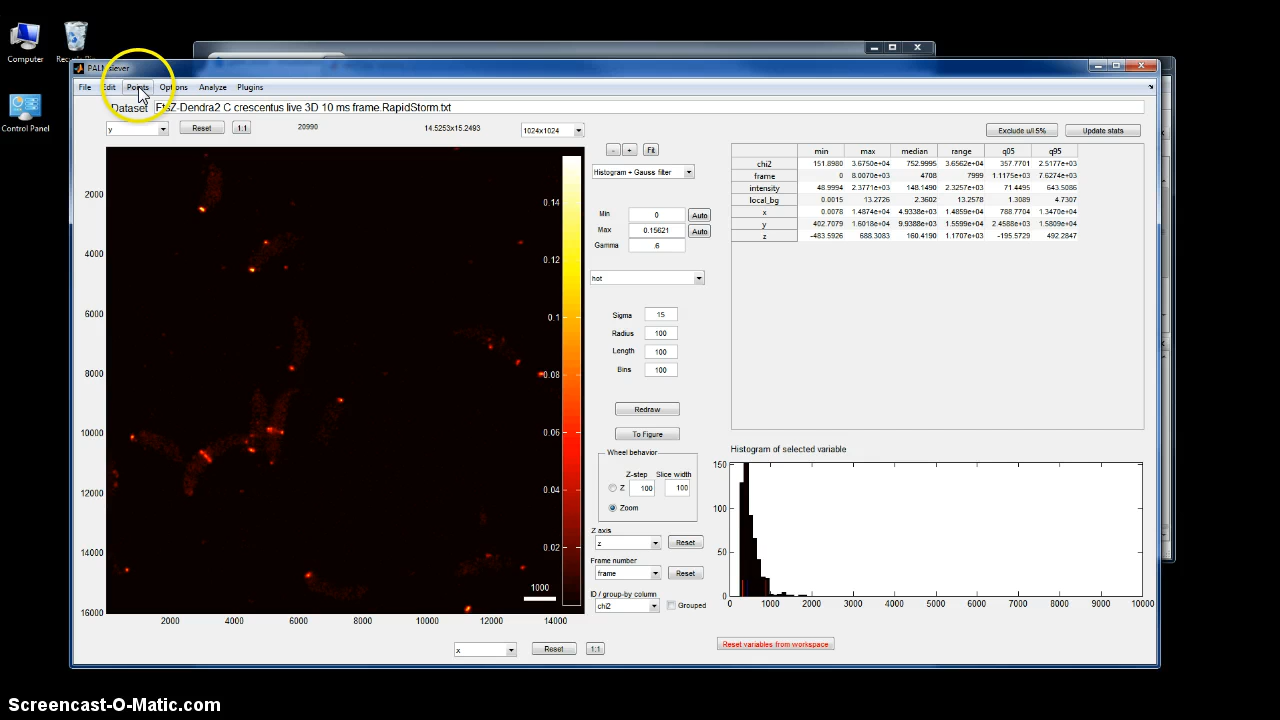 Computer
Control Panel
PALMsiever
File Edit Points Options Analyze Plugins
Dataset FtsZ-Dendra2 C crescentus live 3D 10 ms frame.RapidStorm.txt
y Reset 1:1 20990 14.5253x15.2493 1024x1024 Exclude u/l 5% Update stats
- + Fit
Histogram + Gauss filter
Min 0 Auto
Max 0.15621 Auto
Gamma .6
hot
Sigma 15
Radius 100
Length 100
Bins 100
Redraw
To Figure
Wheel behavior
Z-step Slice width
Z 100 100
Zoom
Z axis
z Reset
Frame number
frame Reset
ID / group-by column
chi2 Grouped
min max median range q05 q95
chi2 151.8980 3.6750e+04 752.9995 3.6562e+04 357.7701 2.5177e+03
frame 0 8.0070e+03 4708 7999 1.1175e+03 7.6274e+03
intensity 48.9994 2.3771e+03 148.1490 2.3257e+03 71.4495 643.5086
local_bg 0.0015 13.2726 2.3602 13.2578 1.3089 4.7307
x 0.0078 1.4874e+04 4.9338e+03 1.4859e+04 788.7704 1.3470e+04
y 402.7079 1.6018e+04 9.9388e+03 1.5599e+04 2.4588e+03 1.5809e+04
z -483.5926 688.3083 160.4190 1.1707e+03 -195.5729 492.2847
2000
4000
6000
8000
10000
12000
14000
16000
2000 4000 6000 8000 10000 12000 14000
0.14
0.12
0.1
0.08
0.06
0.04
0.02
1000
x Reset 1:1
Histogram of selected variable
150
100
50
0
0 1000 2000 3000 4000 5000 6000 7000 8000 9000 10000
Reset variables from workspace
Screencast-O-Matic.com